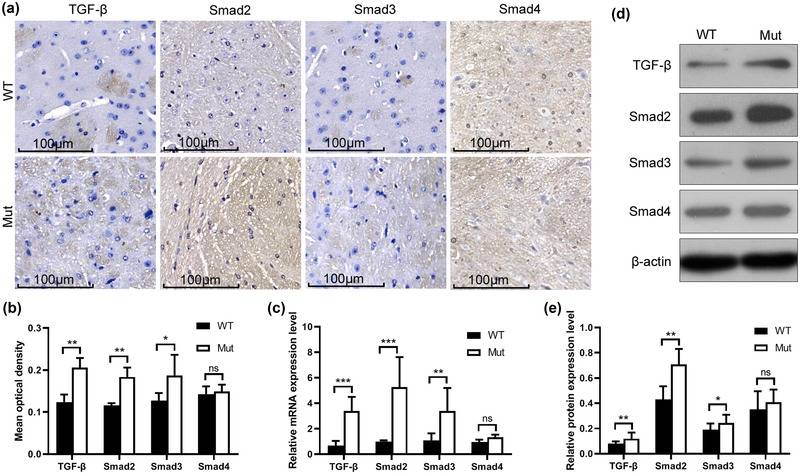 (a)
TGF-β Smad2 Smad3 Smad4
WT
100μm 100μm 100μm 100μm
Mut
100μm 100μm 100μm 100μm
(d)
WT Mut
TGF-β
Smad2
Smad3
Smad4
β-actin
(b)
Mean optical density
0.3
0.2
0.1
0.0
WT
Mut
** ** * ns
TGF-β Smad2 Smad3 Smad4
(c)
Relative mRNA expression level
10
8
6
4
2
0
WT
Mut
*** *** ** ns
TGF-β Smad2 Smad3 Smad4
(e)
Relative protein expression level
1.0
0.8
0.6
0.4
0.2
0.0
WT
Mut
** ** * ns
TGF-β Smad2 Smad3 Smad4